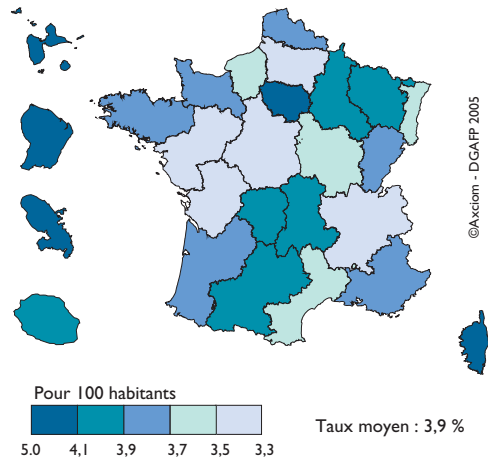 ©Axciom - DGAFP 2005
Pour 100 habitants
5.0 4,1 3,9 3,7 3,5 3,3
Taux moyen : 3,9 %